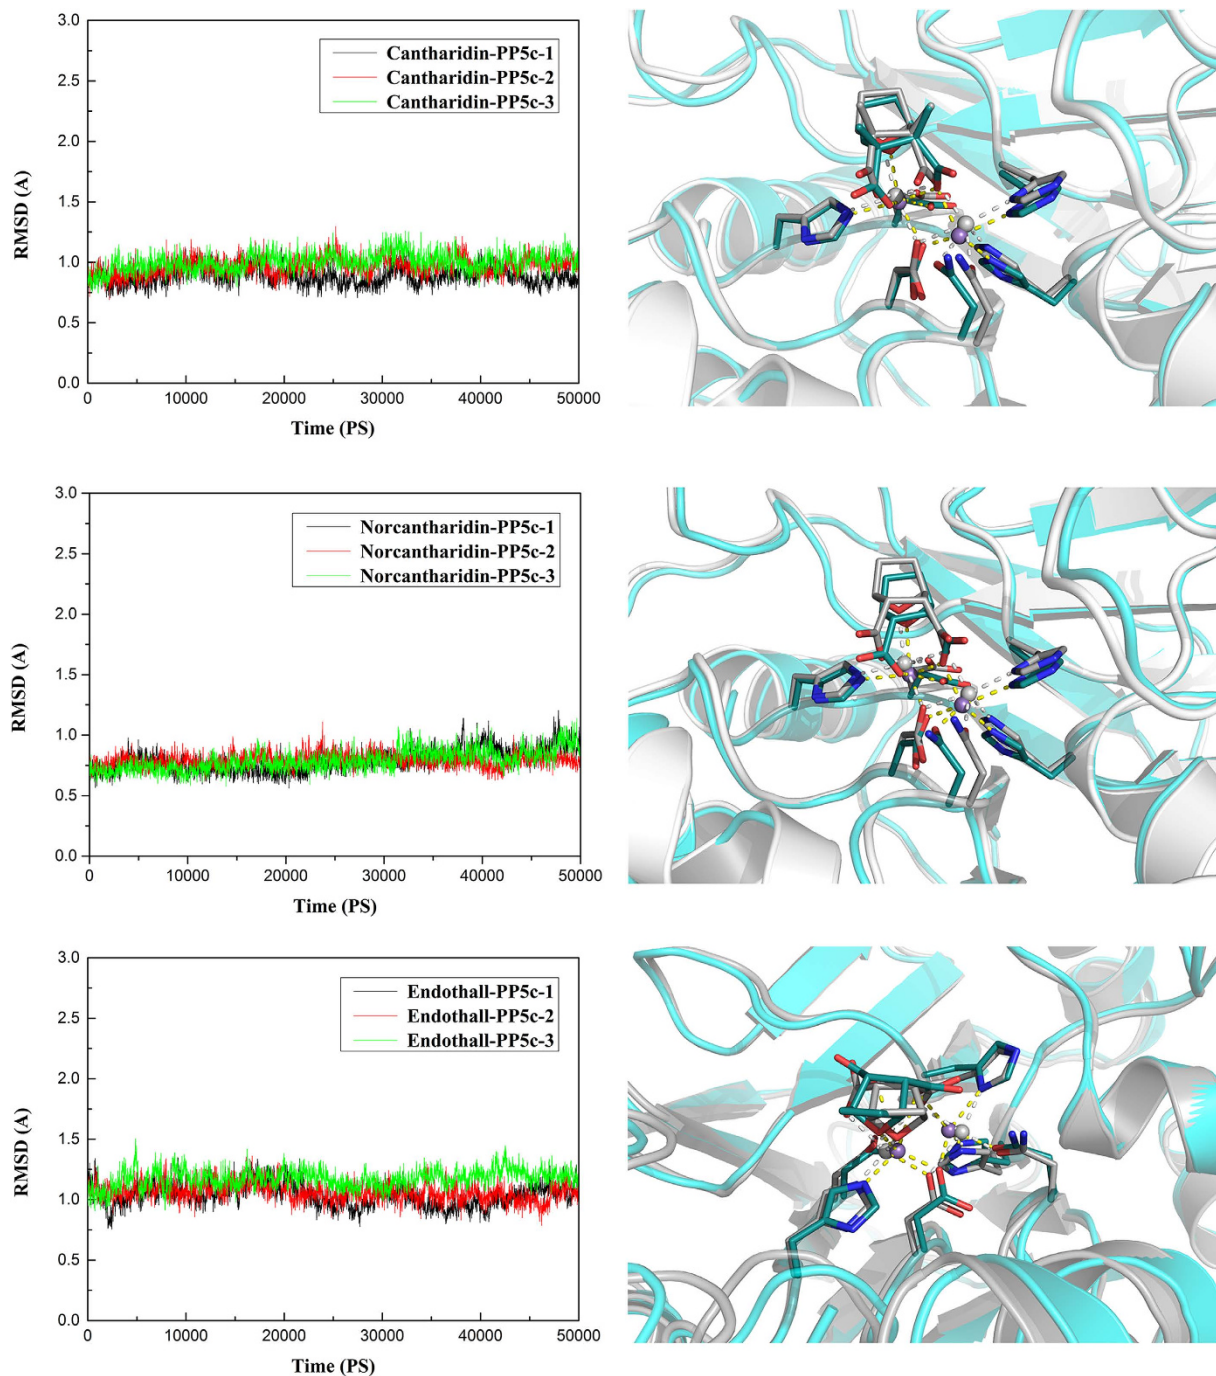 3.0
2.5
2.0
1.5
1.0
0.5
0.0
RMSD (A)
Cantharidin-PP5c-1
Cantharidin-PP5c-2
Cantharidin-PP5c-3
0 10000 20000 30000 40000 50000
Time (PS)
3.0
2.5
2.0
1.5
1.0
0.5
0.0
RMSD (A)
Norcantharidin-PP5c-1
Norcantharidin-PP5c-2
Norcantharidin-PP5c-3
0 10000 20000 30000 40000 50000
Time (PS)
3.0
2.5
2.0
1.5
1.0
0.5
0.0
RMSD (A)
Endothall-PP5c-1
Endothall-PP5c-2
Endothall-PP5c-3
0 10000 20000 30000 40000 50000
Time (PS)